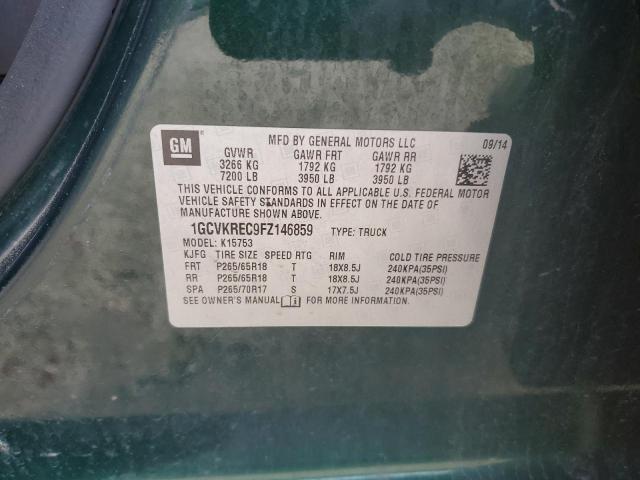 GM
MFD BY GENERAL MOTORS LLC 09/14
GVWR GAWR FRT GAWR RR
3266 KG 1792 KG 1792 KG
7200 LB 3950 LB 3950 LB
THIS VEHICLE CONFORMS TO ALL APPLICABLE U.S. FEDERAL MOTOR
VEHICLE SAFETY STANDARDS IN EFFECT ON THE DATE OF
MANUFACTURE SHOWN ABOVE.
1GCVKREC9FZ146859 TYPE: TRUCK
MODEL: K15753
KJFG TIRE SIZE SPEED RTG RIM COLD TIRE PRESSURE
FRT P265/65R18 T 18X8.5J 240KPA(35PSI)
RR P265/65R18 T 18X8.5J 240KPA(35PSI)
SPA P265/70R17 S 17X7.5J 240KPA(35PSI)
SEE OWNER'S MANUAL FOR MORE INFORMATION.